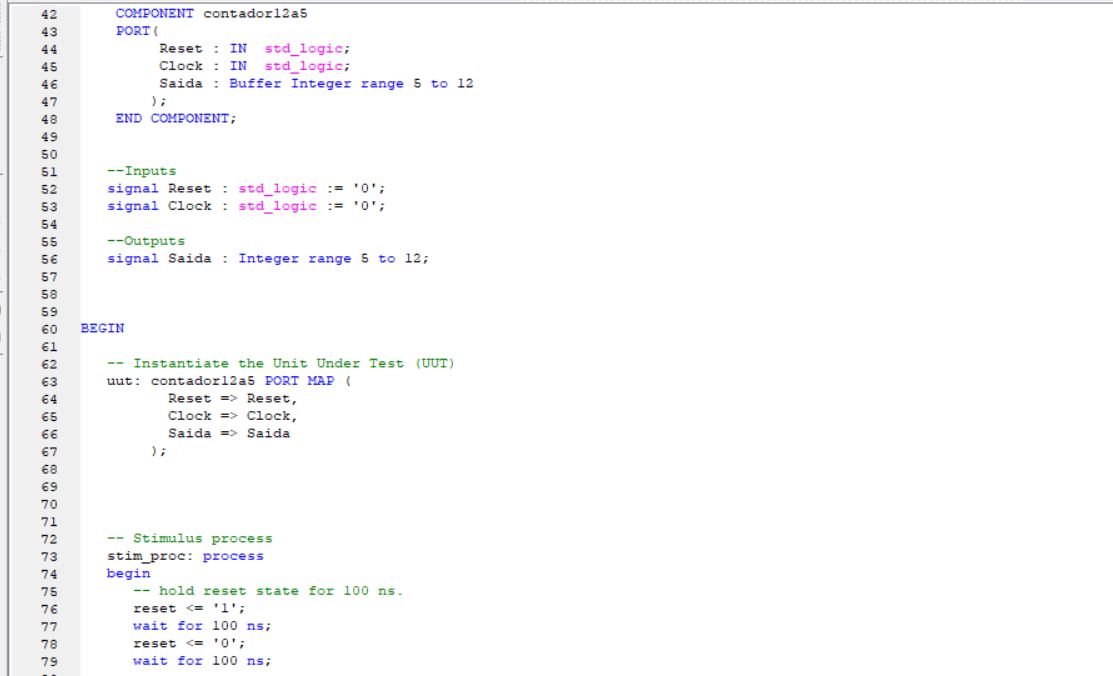 42 COMPONENT contador12a5
43 PORT(
44 Reset : IN  std_logic;
45 Clock : IN  std_logic;
46 Saida : Buffer Integer range 5 to 12
47 );
48 END COMPONENT;
49
50
51 --Inputs
52 signal Reset : std_logic := '0';
53 signal Clock : std_logic := '0';
54
55 --Outputs
56 signal Saida : Integer range 5 to 12;
57
58
59
60 BEGIN
61
62 -- Instantiate the Unit Under Test (UUT)
63 uut: contador12a5 PORT MAP (
64 Reset => Reset,
65 Clock => Clock,
66 Saida => Saida
67 );
68
69
70
71
72 -- Stimulus process
73 stim_proc: process
74 begin
75 -- hold reset state for 100 ns.
76 reset <= '1';
77 wait for 100 ns;
78 reset <= '0';
79 wait for 100 ns;